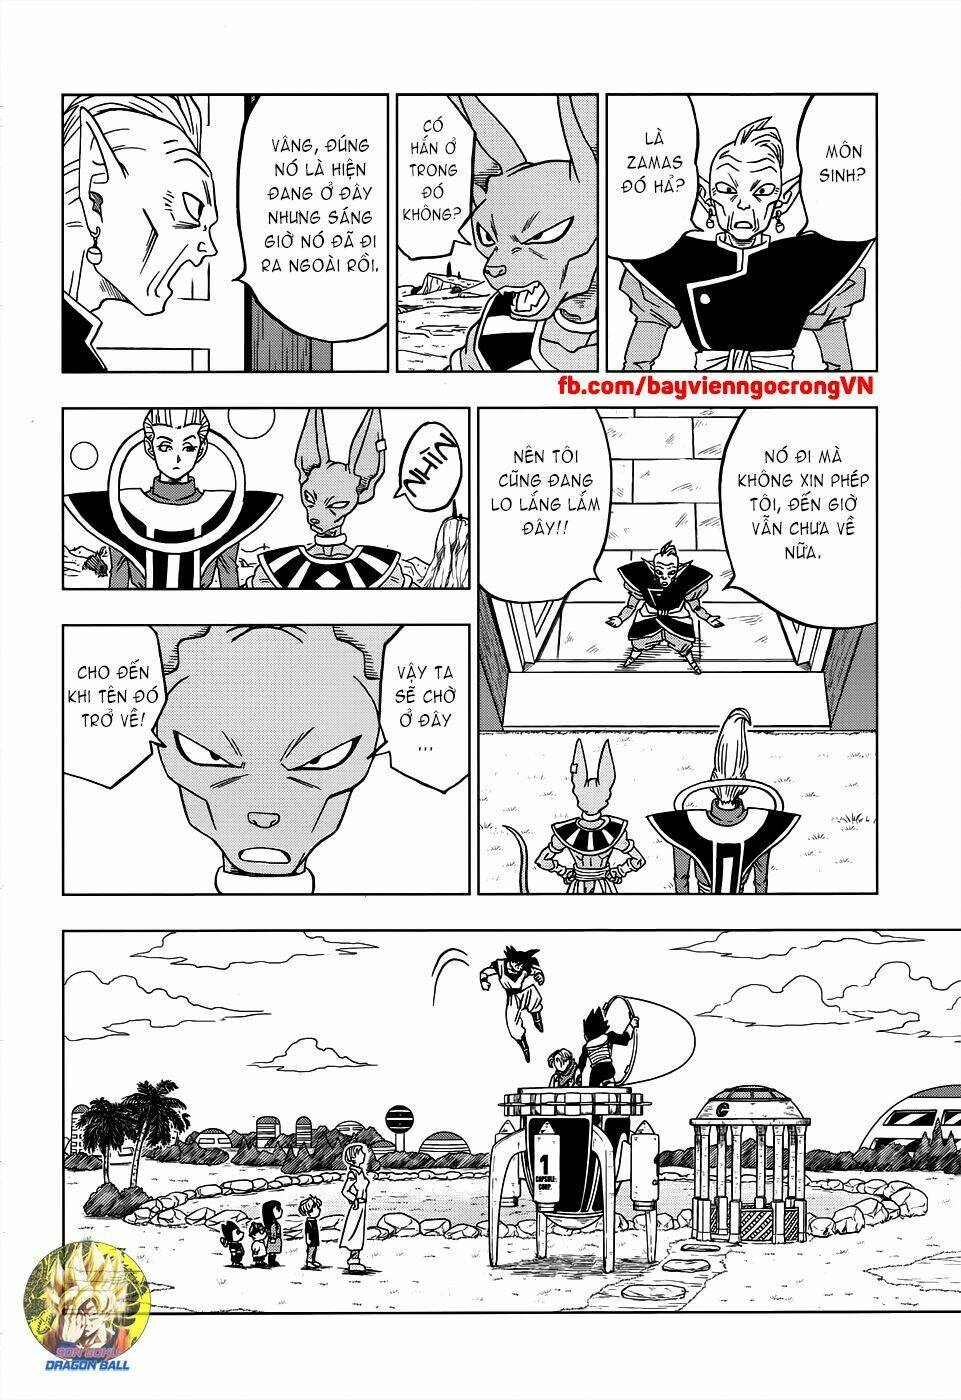 MÔN
SINH?
LÀ
ZAMAS
ĐÓ HẢ?
CÓ
HẮN Ở
TRONG
ĐÓ
KHÔNG?
VÂNG, ĐÚNG
NÓ LÀ HIỆN
ĐANG Ở ĐÂY
NHƯNG SÁNG
GIỜ NÓ ĐÃ ĐI
RA NGOÀI RỒI.
fb.com/bayvienngocrongVN
NÓ ĐI MÀ
KHÔNG XIN PHÉP
TÔI, ĐẾN GIỜ
VẪN CHƯA VỀ
NỮA.
NÊN TÔI
CŨNG ĐANG
LO LẮNG LẮM
ĐÂY!!
NHÌN
VẬY TA
SẼ CHỜ
Ở ĐÂY
...
CHO ĐẾN
KHI TÊN ĐÓ
TRỞ VỀ!
1
CAPSULE
CORP.
SON GOKU
DRAGON BALL